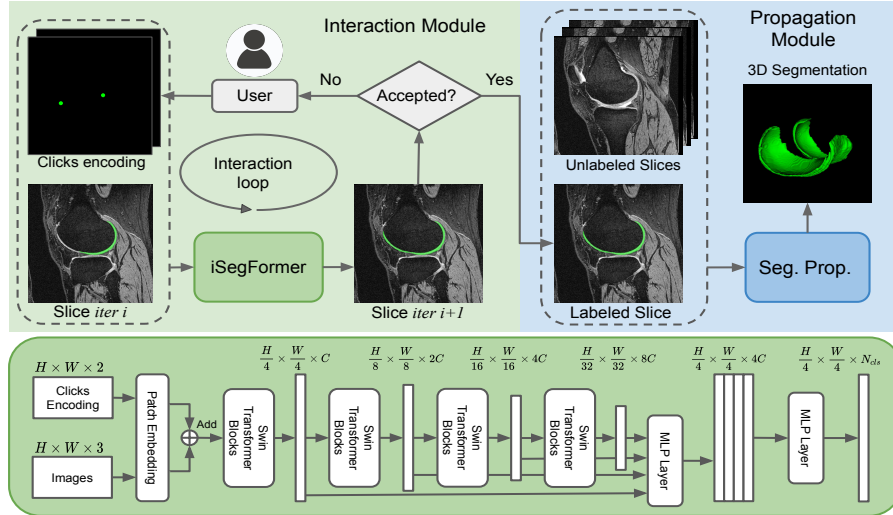 Interaction Module
Propagation
Module
No
Yes
User
Accepted?
3D Segmentation
Clicks encoding
Interaction
loop
Unlabeled Slices
iSegFormer
Seg. Prop.
Slice iter i
Slice iter i+1
Labeled Slice
H × W × 2
Clicks
Encoding
H × W × 3
Images
Patch Embedding
Add
Swin
Transformer
Blocks
H/4 × W/4 × C
Swin
Transformer
Blocks
H/8 × W/8 × 2C
Swin
Transformer
Blocks
H/16 × W/16 × 4C
Swin
Transformer
Blocks
H/32 × W/32 × 8C
MLP Layer
H/4 × W/4 × 4C
MLP Layer
H/4 × W/4 × N_cls